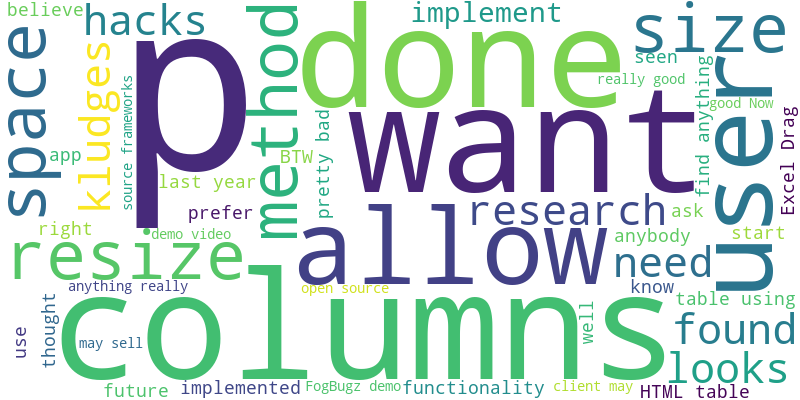 believe
hacks
implement
size
p
done
space
kludges
method
seen
really good
source frameworks
want
user
find anything
good Now
Excel Drag
pretty bad
app
BTW
last year
prefer
research
ask
right
demo video
allow
anybody
start
resize
need
anything really
open source
know
table using
columns
use
thought
may sell
well
found
looks
future
implemented
FogBugz demo
functionality
client may
HTML table